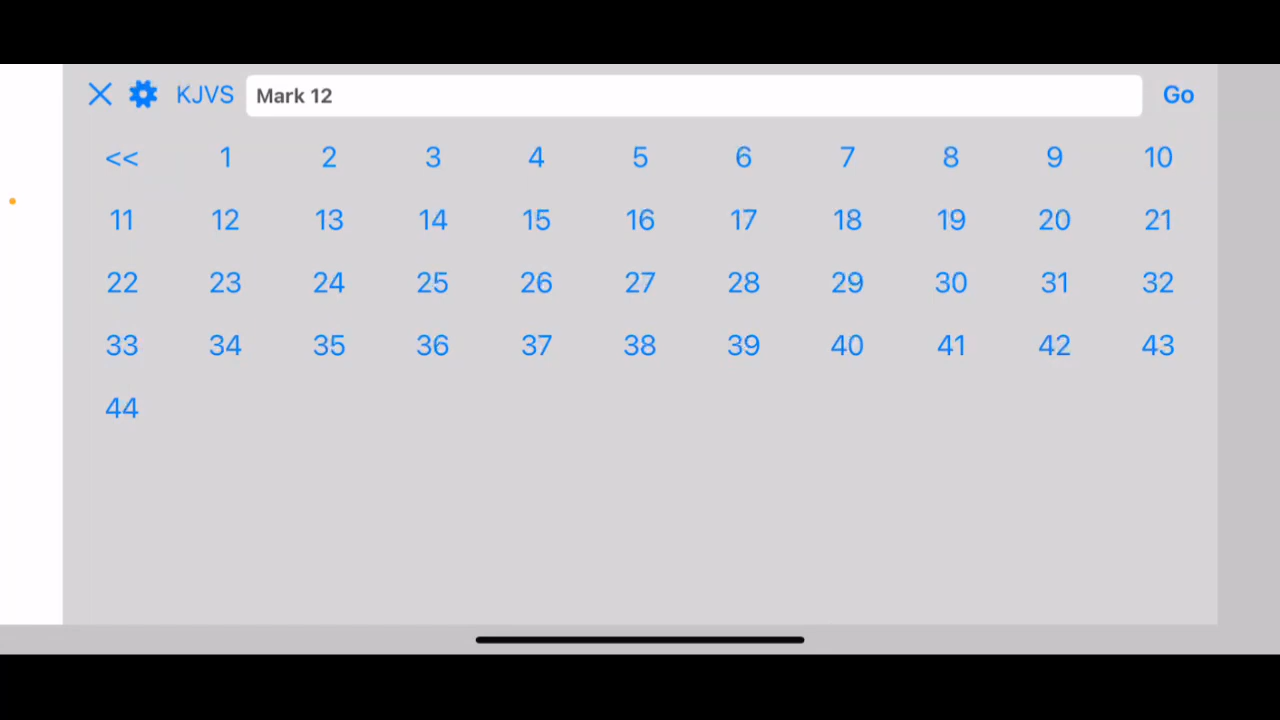 KJVS Mark 12 Go
<< 1 2 3 4 5 6 7 8 9 10
11 12 13 14 15 16 17 18 19 20 21
22 23 24 25 26 27 28 29 30 31 32
33 34 35 36 37 38 39 40 41 42 43
44